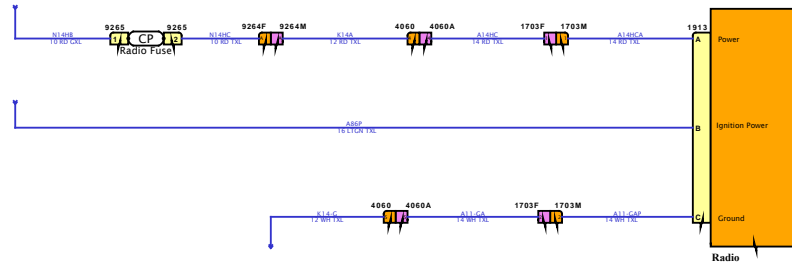 9265 9265 9264F 9264M 4060 4060A 1703F 1703M 1913
N14HB 1 CP 2 N14HC K14A A14HC A14HCA A Power
10 RD GXL 10 RD TXL 12 RD TXL 14 RD TXL 14 RD TXL
Radio Fuse
A86P B Ignition Power
16 LTGN TXL
4060 4060A 1703F 1703M
K14-G A11-GA A11-GAP C Ground
12 WH TXL 14 WH TXL 14 WH TXL
Radio